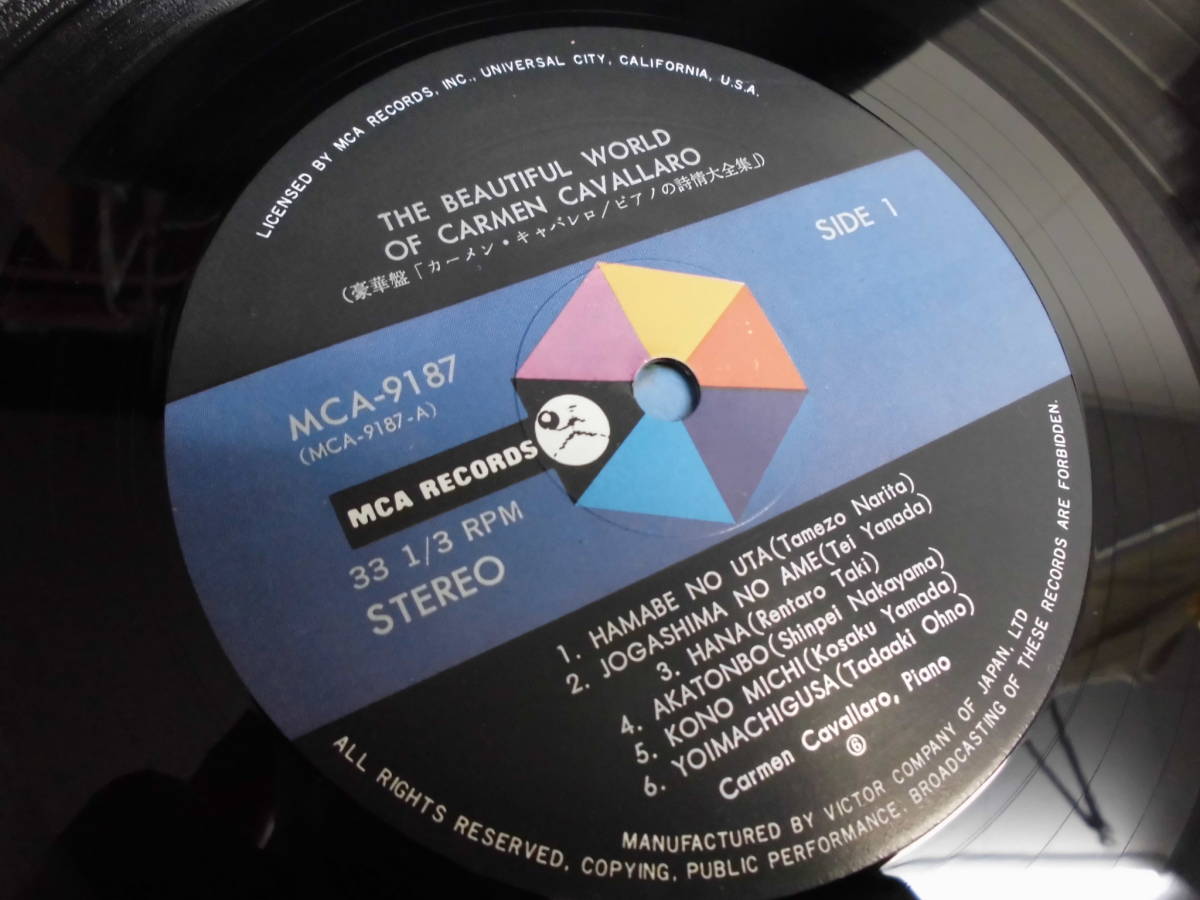 LICENSED BY MCA RECORDS, INC., UNIVERSAL CITY, CALIFORNIA, U.S.A.
THE BEAUTIFUL WORLD
OF CARMEN CAVALLARO
(豪華盤「カーメン・キャバレロ/ピアノの詩情大全集」)
SIDE 1
MCA-9187
(MCA-9187-A)
MCA RECORDS
33 1/3 RPM
STEREO
1. HAMABE NO UTA(Tamezo Narita)
2. JOGASHIMA NO AME(Tei Yanada)
3. HANA(Rentaro Taki)
4. AKATONBO(Shinpei Nakayama)
5. KONO MICHI(Kosaku Yamada)
6. YOIMACHIGUSA(Tadaaki Ohno)
Carmen Cavallaro, Piano
⑥
MANUFACTURED BY VICTOR COMPANY OF JAPAN, LTD
ALL RIGHTS RESERVED, COPYING, PUBLIC PERFORMANCE, BROADCASTING OF THESE RECORDS ARE FORBIDDEN.